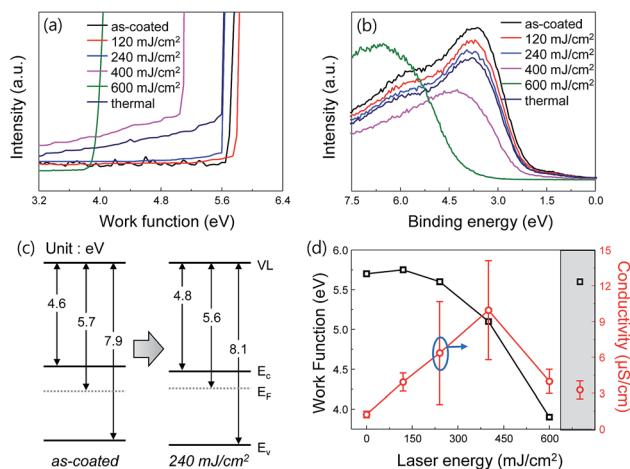 (a)
as-coated
120 mJ/cm²
240 mJ/cm²
400 mJ/cm²
600 mJ/cm²
thermal
Intensity (a.u.)
3.2 4.0 4.8 5.6 6.4
Work function (eV)
(b)
as-coated
120 mJ/cm²
240 mJ/cm²
400 mJ/cm²
600 mJ/cm²
thermal
Intensity (a.u.)
7.5 6.0 4.5 3.0 1.5 0.0
Binding energy (eV)
(c) Unit : eV
VL
4.6
5.7
7.9
4.8
5.6
8.1
Ec
EF
Ev
as-coated
240 mJ/cm²
(d)
Work Function (eV)
6.0
5.5
5.0
4.5
4.0
Conductivity (μS/cm)
15
12
9
6
3
0
0 150 300 450 600
Laser energy (mJ/cm²)